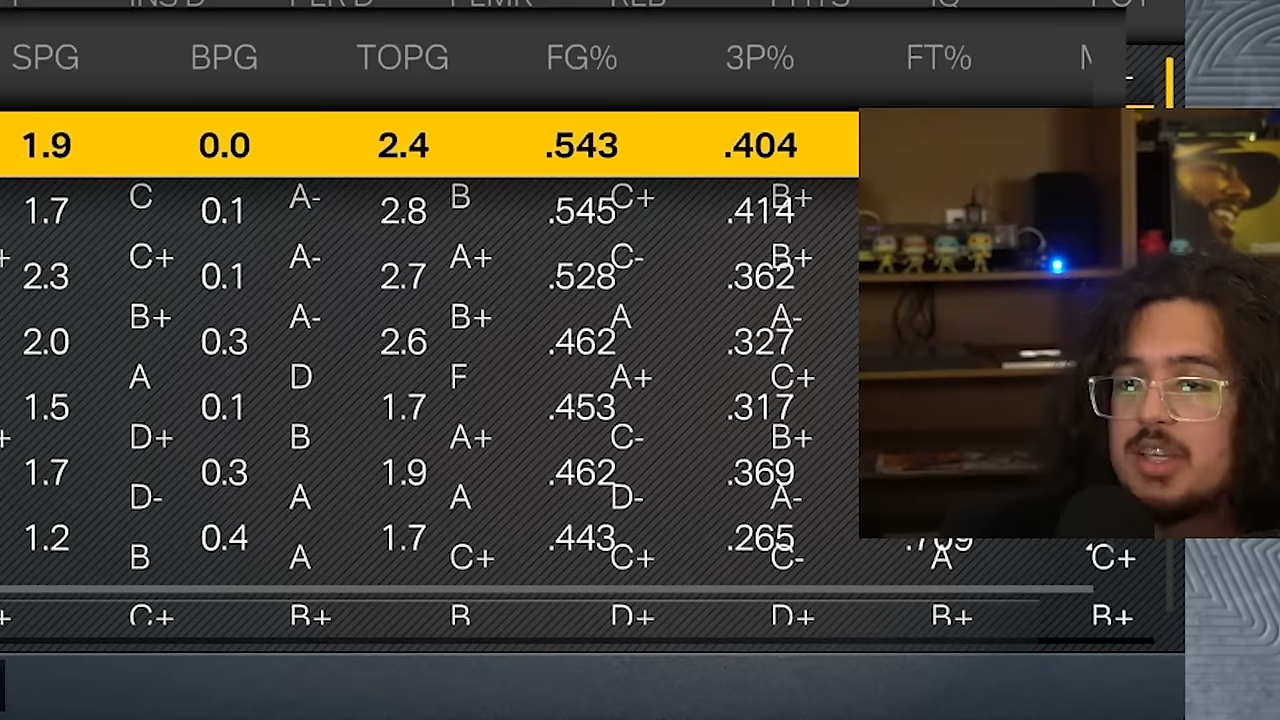 SPG BPG TOPG FG% 3P% FT%
1.9 0.0 2.4 .543 .404
C A- B C+ B+
1.7 0.1 2.8 .545 .414
+ C+ A- A+ C- B+
2.3 0.1 2.7 .528 .362
B+ A- B+ A A-
2.0 0.3 2.6 .462 .327
A D F A+ C+
1.5 0.1 1.7 .453 .317
+ D+ B A+ C- B+
1.7 0.3 1.9 .462 .369
D- A A D- A-
1.2 0.4 1.7 .443 .265
B A C+ C+ C- A C+
+ C+ B+ B D+ D+ B+ B+